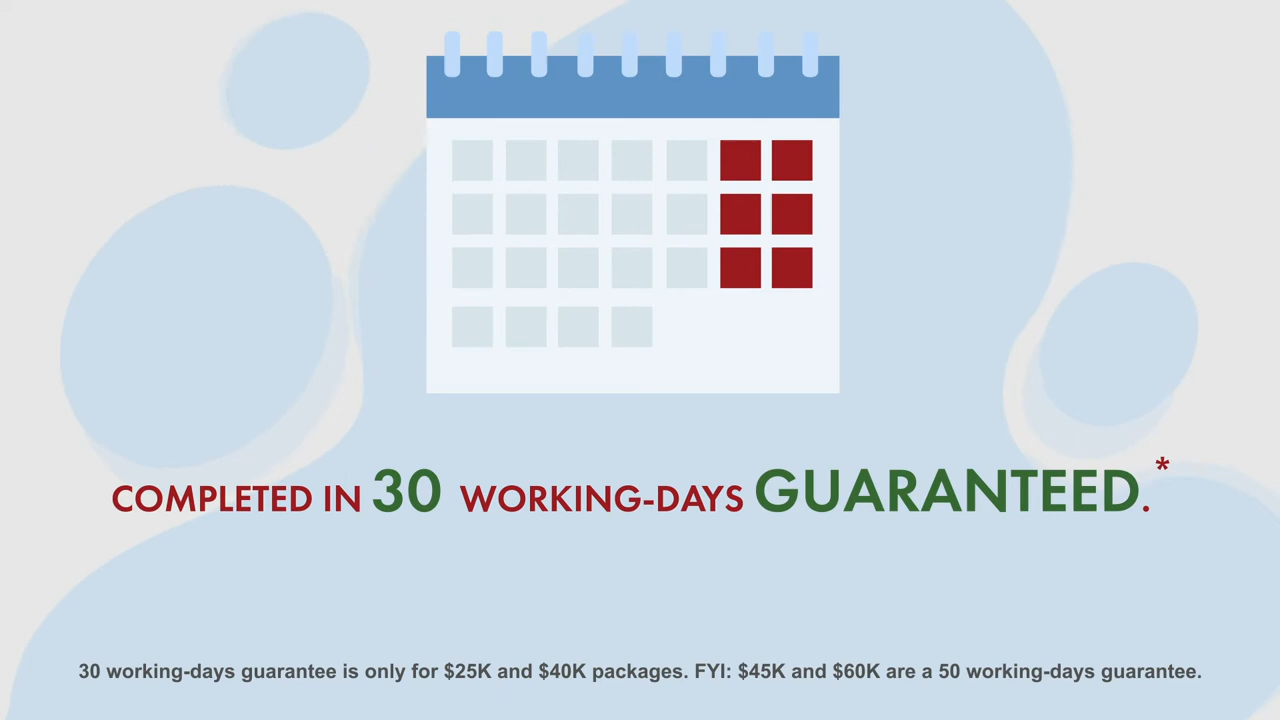 COMPLETED IN 30 WORKING-DAYS GUARANTEED.*
30 working-days guarantee is only for $25K and $40K packages. FYI: $45K and $60K are a 50 working-days guarantee.